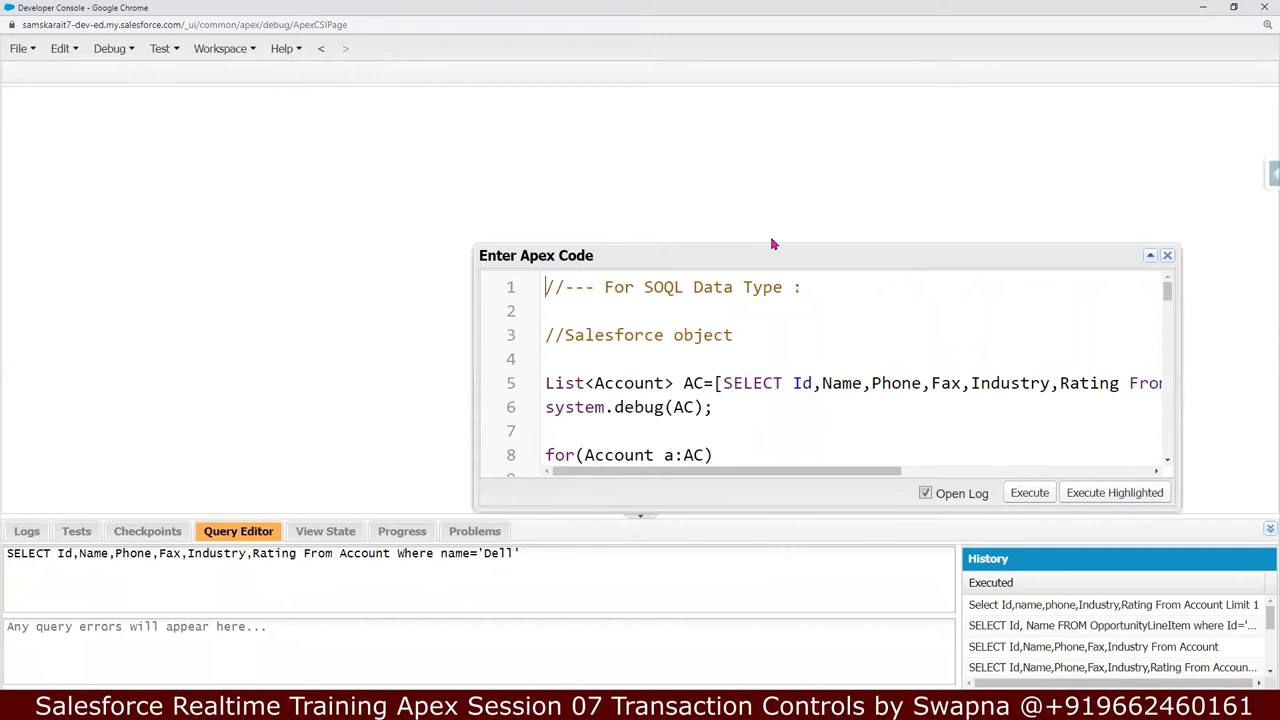 Developer Console - Google Chrome
samskarait7-dev-ed.my.salesforce.com/_ui/common/apex/debug/ApexCSIPage
File Edit Debug Test Workspace Help < >
Enter Apex Code
1 //--- For SOQL Data Type :
2
3 //Salesforce object
4
5 List<Account> AC=[SELECT Id,Name,Phone,Fax,Industry,Rating From
6 system.debug(AC);
7
8 for(Account a:AC)
Open Log Execute Execute Highlighted
Logs Tests Checkpoints Query Editor View State Progress Problems
SELECT Id,Name,Phone,Fax,Industry,Rating From Account Where name='Dell'
Any query errors will appear here...
History
Executed
Select Id,name,phone,Industry,Rating From Account Limit 1
SELECT Id, Name FROM OpportunityLineItem where Id='...
SELECT Id,Name,Phone,Fax,Industry From Account
SELECT Id,Name,Phone,Fax,Industry,Rating From Accoun...
Salesforce Realtime Training Apex Session 07 Transaction Controls by Swapna @+919662460161